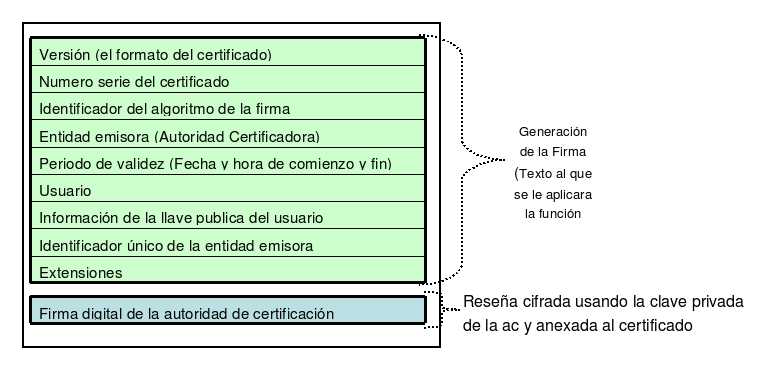 Versión (el formato del certificado)
Numero serie del certificado
Identificador del algoritmo de la firma
Entidad emisora (Autoridad Certificadora)
Periodo de validez (Fecha y hora de comienzo y fin)
Usuario
Información de la llave publica del usuario
Identificador único de la entidad emisora
Extensiones
Generación
de la Firma
(Texto al que
se le aplicara
la función
Firma digital de la autoridad de certificación
Reseña cifrada usando la clave privada
de la ac y anexada al certificado